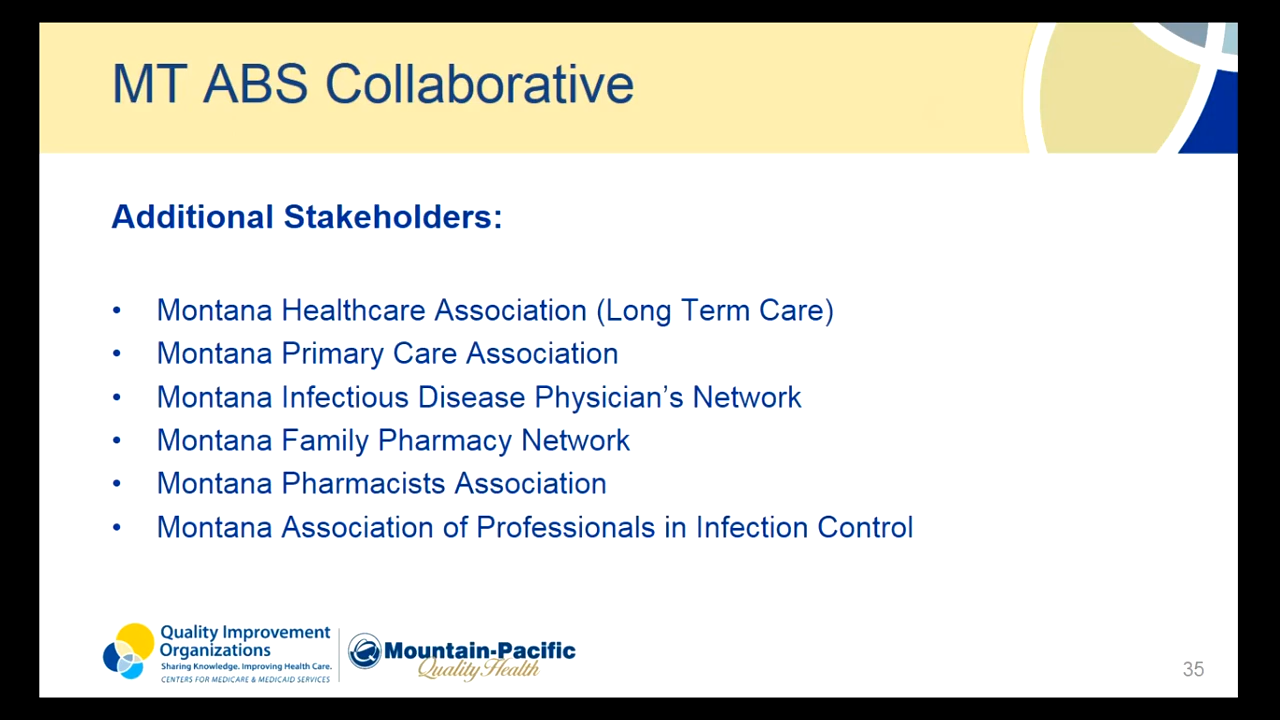 MT ABS Collaborative
Additional Stakeholders:
• Montana Healthcare Association (Long Term Care)
• Montana Primary Care Association
• Montana Infectious Disease Physician’s Network
• Montana Family Pharmacy Network
• Montana Pharmacists Association
• Montana Association of Professionals in Infection Control
Quality Improvement
Organizations
Sharing Knowledge. Improving Health Care.
CENTERS FOR MEDICARE & MEDICAID SERVICES
Mountain-Pacific
Quality Health
35